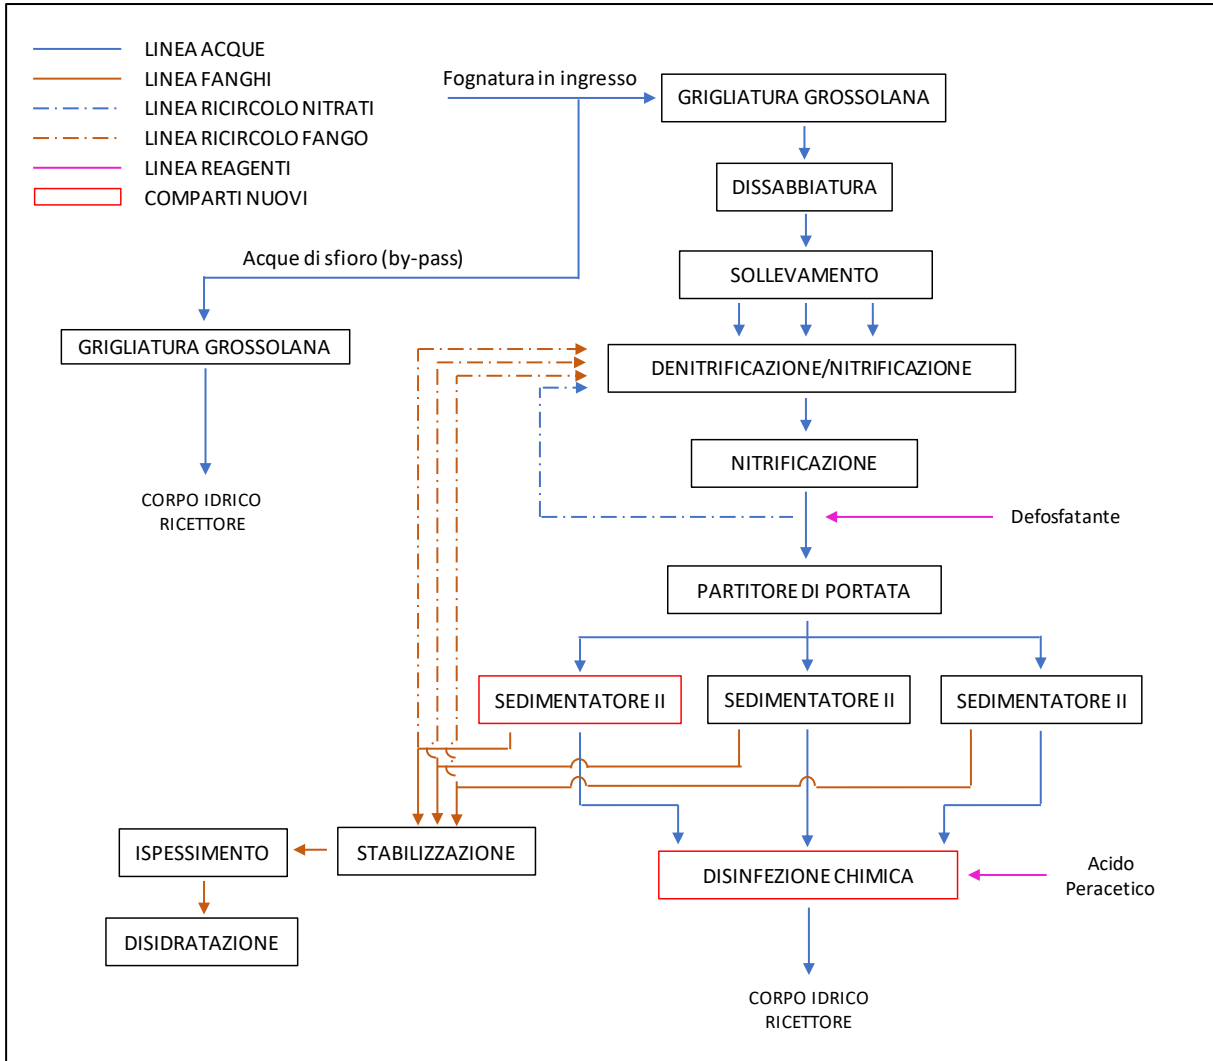 LINEA ACQUE
LINEA FANGHI
LINEA RICIRCOLO NITRATI
LINEA RICIRCOLO FANGO
LINEA REAGENTI
COMPARTI NUOVI
Fognatura in ingresso
GRIGLIATURA GROSSOLANA
DISSABBIATURA
Acque di sfioro (by-pass)
SOLLEVAMENTO
GRIGLIATURA GROSSOLANA
DENITRIFICAZIONE/NITRIFICAZIONE
NITRIFICAZIONE
CORPO IDRICO
RICETTORE
Defosfatante
PARTITORE DI PORTATA
SEDIMENTATORE II
SEDIMENTATORE II
SEDIMENTATORE II
ISPESSIMENTO
STABILIZZAZIONE
DISINFEZIONE CHIMICA
Acido
Peracetico
DISIDRATAZIONE
CORPO IDRICO
RICETTORE